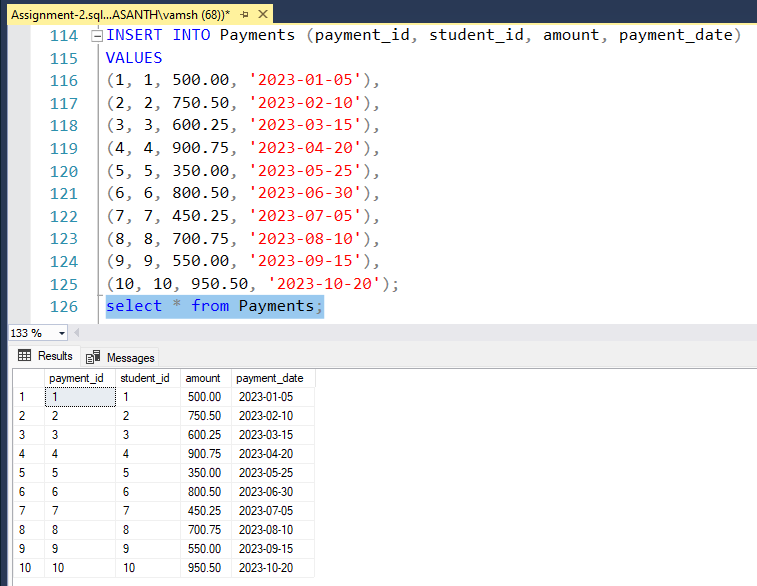 Assignment-2.sql...ASANTH\vamsh (68))*
114 INSERT INTO Payments (payment_id, student_id, amount, payment_date)
115 VALUES
116 (1, 1, 500.00, '2023-01-05'),
117 (2, 2, 750.50, '2023-02-10'),
118 (3, 3, 600.25, '2023-03-15'),
119 (4, 4, 900.75, '2023-04-20'),
120 (5, 5, 350.00, '2023-05-25'),
121 (6, 6, 800.50, '2023-06-30'),
122 (7, 7, 450.25, '2023-07-05'),
123 (8, 8, 700.75, '2023-08-10'),
124 (9, 9, 550.00, '2023-09-15'),
125 (10, 10, 950.50, '2023-10-20');
126 select * from Payments;
133 %
Results Messages
payment_id student_id amount payment_date
1 1 1 500.00 2023-01-05
2 2 2 750.50 2023-02-10
3 3 3 600.25 2023-03-15
4 4 4 900.75 2023-04-20
5 5 5 350.00 2023-05-25
6 6 6 800.50 2023-06-30
7 7 7 450.25 2023-07-05
8 8 8 700.75 2023-08-10
9 9 9 550.00 2023-09-15
10 10 10 950.50 2023-10-20